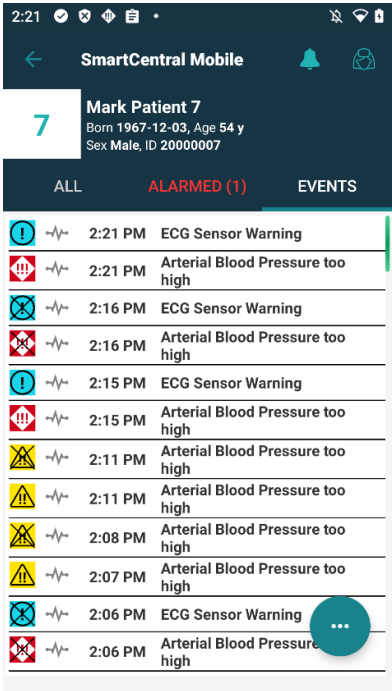 2:21
SmartCentral Mobile
7
Mark Patient 7
Born 1967-12-03, Age 54 y
Sex Male, ID 20000007
ALL
ALARMED (1)
EVENTS
2:21 PM ECG Sensor Warning
2:21 PM Arterial Blood Pressure too
high
2:16 PM ECG Sensor Warning
2:16 PM Arterial Blood Pressure too
high
2:15 PM ECG Sensor Warning
2:15 PM Arterial Blood Pressure too
high
2:11 PM Arterial Blood Pressure too
high
2:11 PM Arterial Blood Pressure too
high
2:08 PM Arterial Blood Pressure too
high
2:07 PM Arterial Blood Pressure too
high
2:06 PM ECG Sensor Warning
2:06 PM Arterial Blood Pressure
high